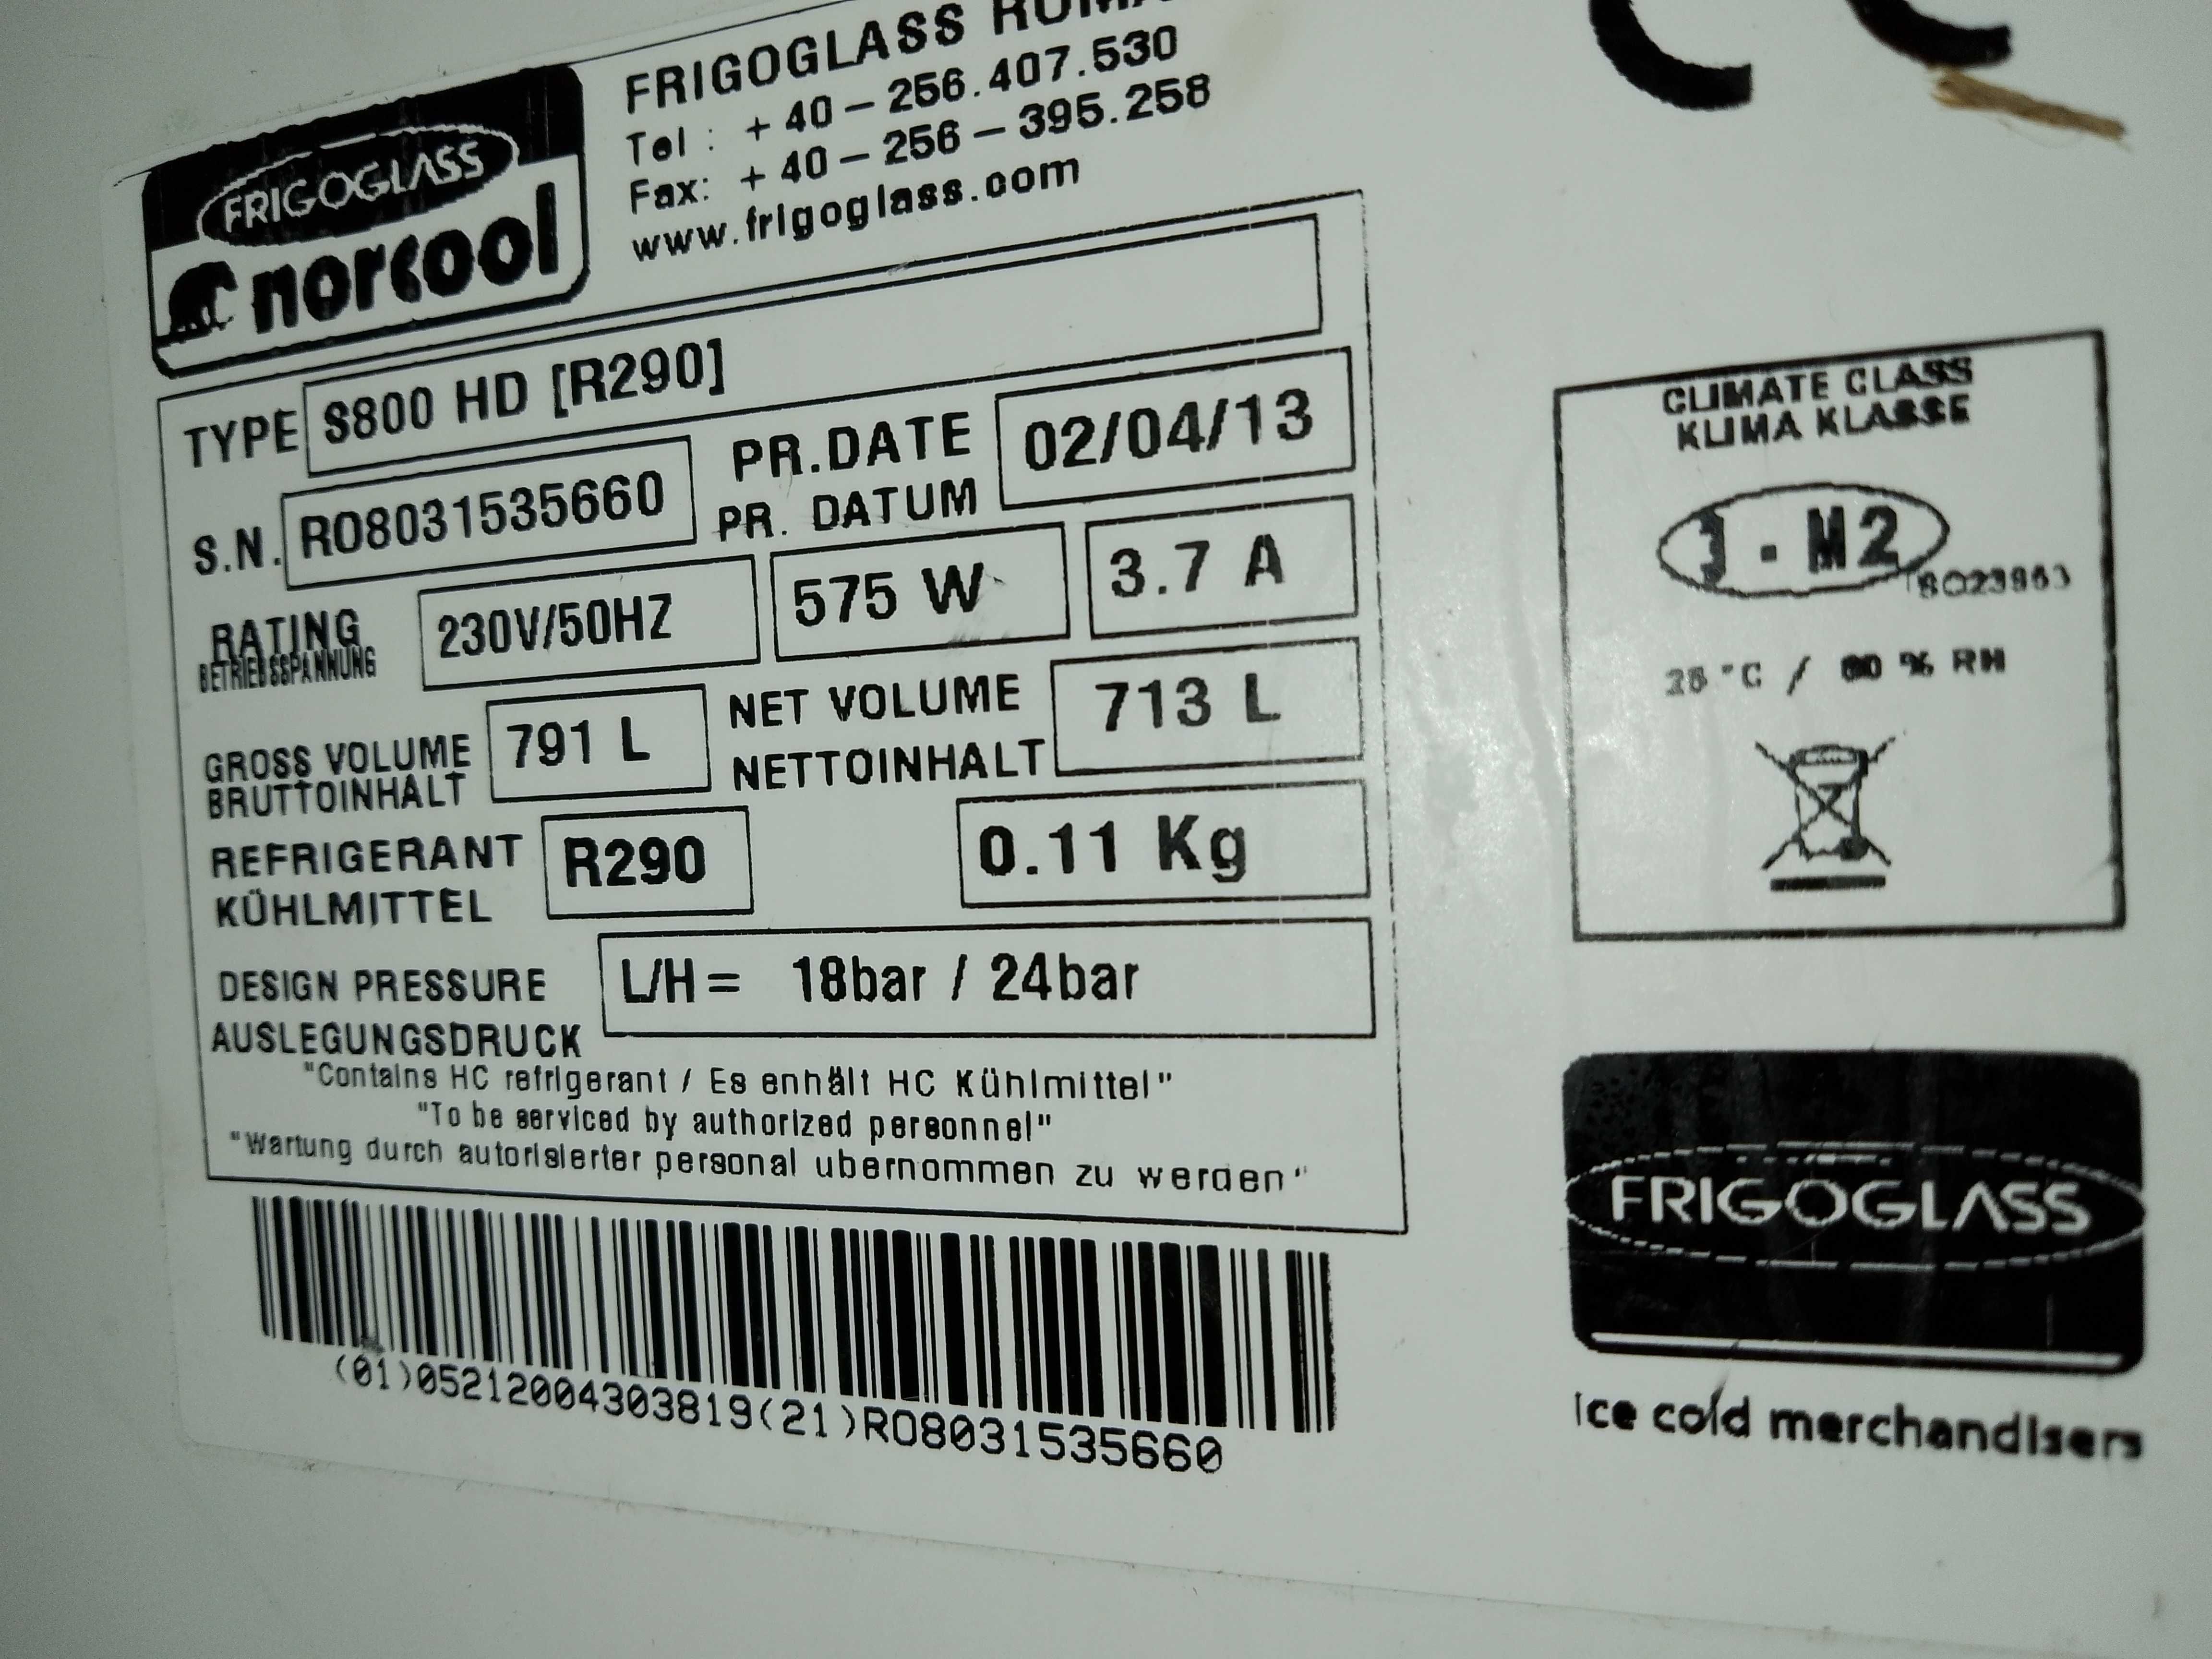 FRIGOGLASS
norcool
FRIGOGLASS
Tel : +40-256.407.530
Fax: +40-256-395.258
www.frigoglass.com
TYPE S800 HD [R290]
S.N. RO8031535660
PR.DATE 02/04/13
PR. DATUM
RATING 230V/50HZ 575 W 3.7 A
BETRIEBSSPANNUNG
GROSS VOLUME 791 L NET VOLUME 713 L
BRUTTOINHALT NETTOINHALT
REFRIGERANT R290 0.11 Kg
KÜHLMITTEL
DESIGN PRESSURE L/H= 18bar / 24bar
AUSLEGUNGSDRUCK
"Contains HC refrigerant / Es enhält HC Kühlmittel"
"To be serviced by authorized personnel"
"Wartung durch autorisierter personal ubernommen zu werden"
(01)05212004303819(21)RO8031535660
CE
CLIMATE CLASS
KLIMA KLASSE
M2
25°C / 60 % RH
FRIGOGLASS
ice cold merchandisers